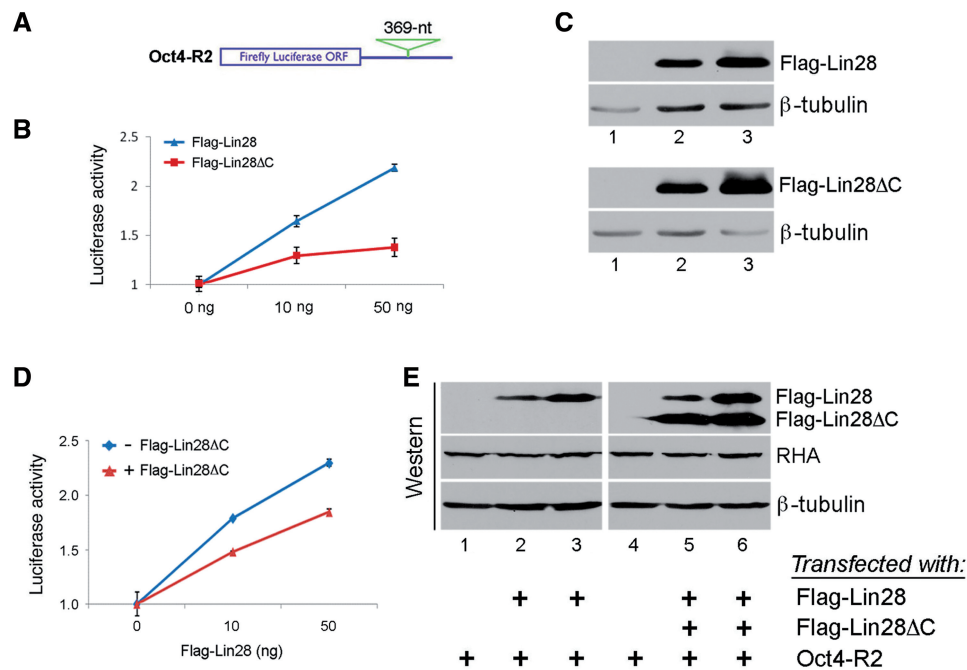 A
369-nt
Oct4-R2
Firefly Luciferase ORF
B
Luciferase activity
2.5
2
1.5
1
Flag-Lin28
Flag-Lin28ΔC
0 ng
10 ng
50 ng
C
Flag-Lin28
β-tubulin
1 2 3
Flag-Lin28ΔC
β-tubulin
1 2 3
D
Luciferase activity
2.5
2.0
1.5
1.0
- Flag-Lin28ΔC
+ Flag-Lin28ΔC
0 10 50
Flag-Lin28 (ng)
E
Western
Flag-Lin28
Flag-Lin28ΔC
RHA
β-tubulin
1 2 3 4 5 6
Transfected with:
+ + + + Flag-Lin28
+ + Flag-Lin28ΔC
+ + + + + + Oct4-R2